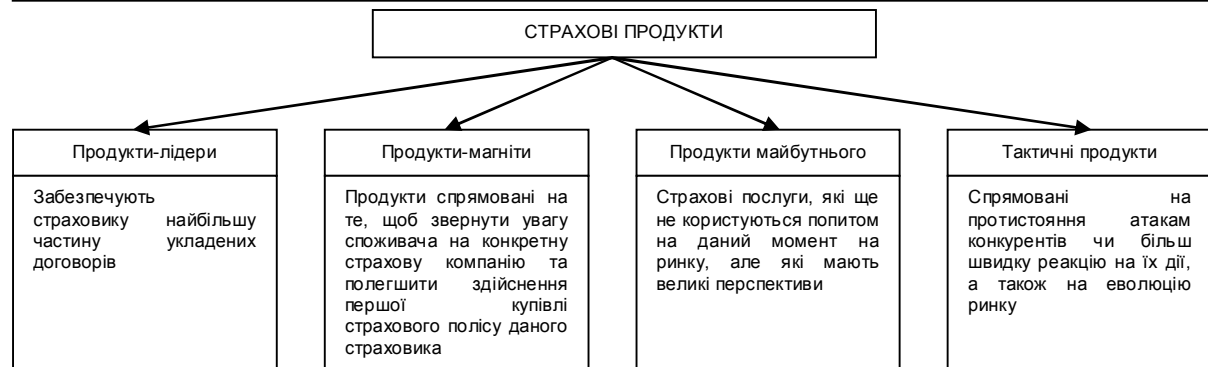 СТРАХОВІ ПРОДУКТИ
Продукти-лідери
Забезпечують
страховику найбільшу
частину укладених
договорів
Продукти-магніти
Продукти спрямовані на
те, щоб звернути увагу
споживача на конкретну
страхову компанію та
полегшити здійснення
першої купівлі
страхового полісу даного
страховика
Продукти майбутнього
Страхові послуги, які ще
не користуються попитом
на даний момент на
ринку, але які мають
великі перспективи
Тактичні продукти
Спрямовані на
протистояння атакам
конкурентів чи більш
швидку реакцію на їх дії,
а також на еволюцію
ринку